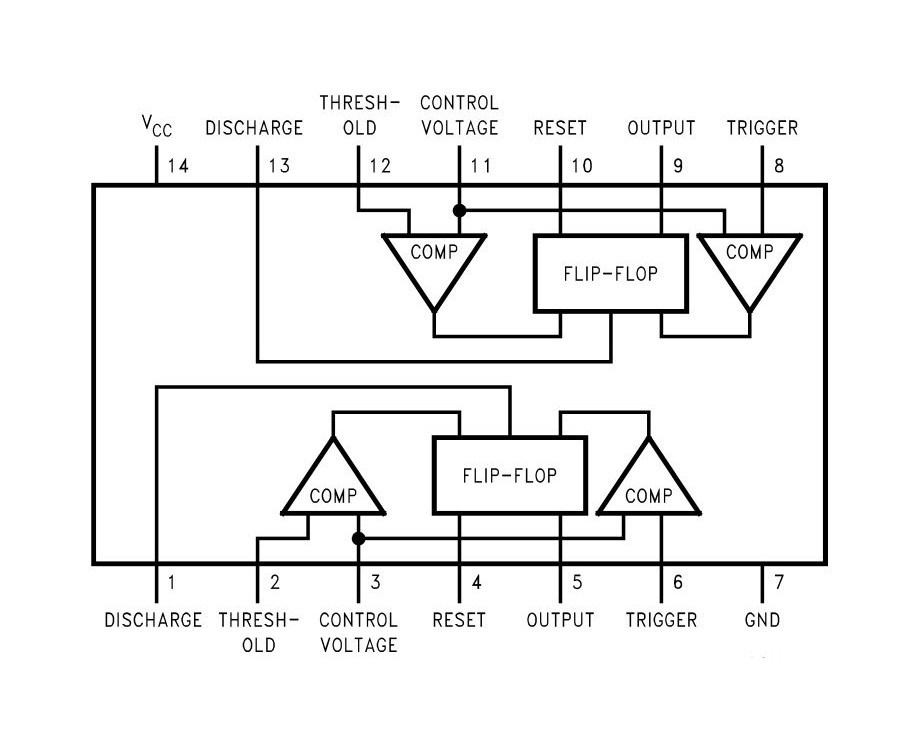 THRESH- CONTROL
VCC DISCHARGE OLD VOLTAGE RESET OUTPUT TRIGGER
14 13 12 11 10 9 8
COMP FLIP-FLOP COMP
COMP FLIP-FLOP COMP
1 2 3 4 5 6 7
DISCHARGE THRESH- CONTROL RESET OUTPUT TRIGGER GND
OLD VOLTAGE